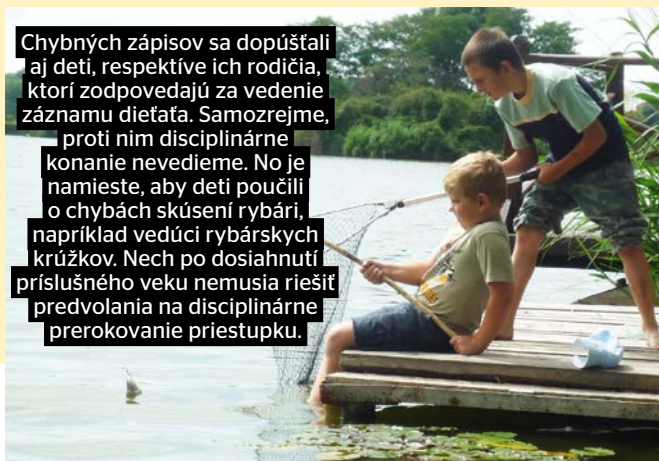 Chybných zápisov sa dopúšťali
aj deti, respektíve ich rodičia,
ktorí zodpovedajú za vedenie
záznamu dieťaťa. Samozrejme,
proti nim disciplinárne
konanie nevedieme. No je
namieste, aby deti poučili
o chybách skúsení rybári,
napríklad vedúci rybárskych
krúžkov. Nech po dosiahnutí
príslušného veku nemusia riešiť
predvolania na disciplinárne
prerokovanie priestupku.